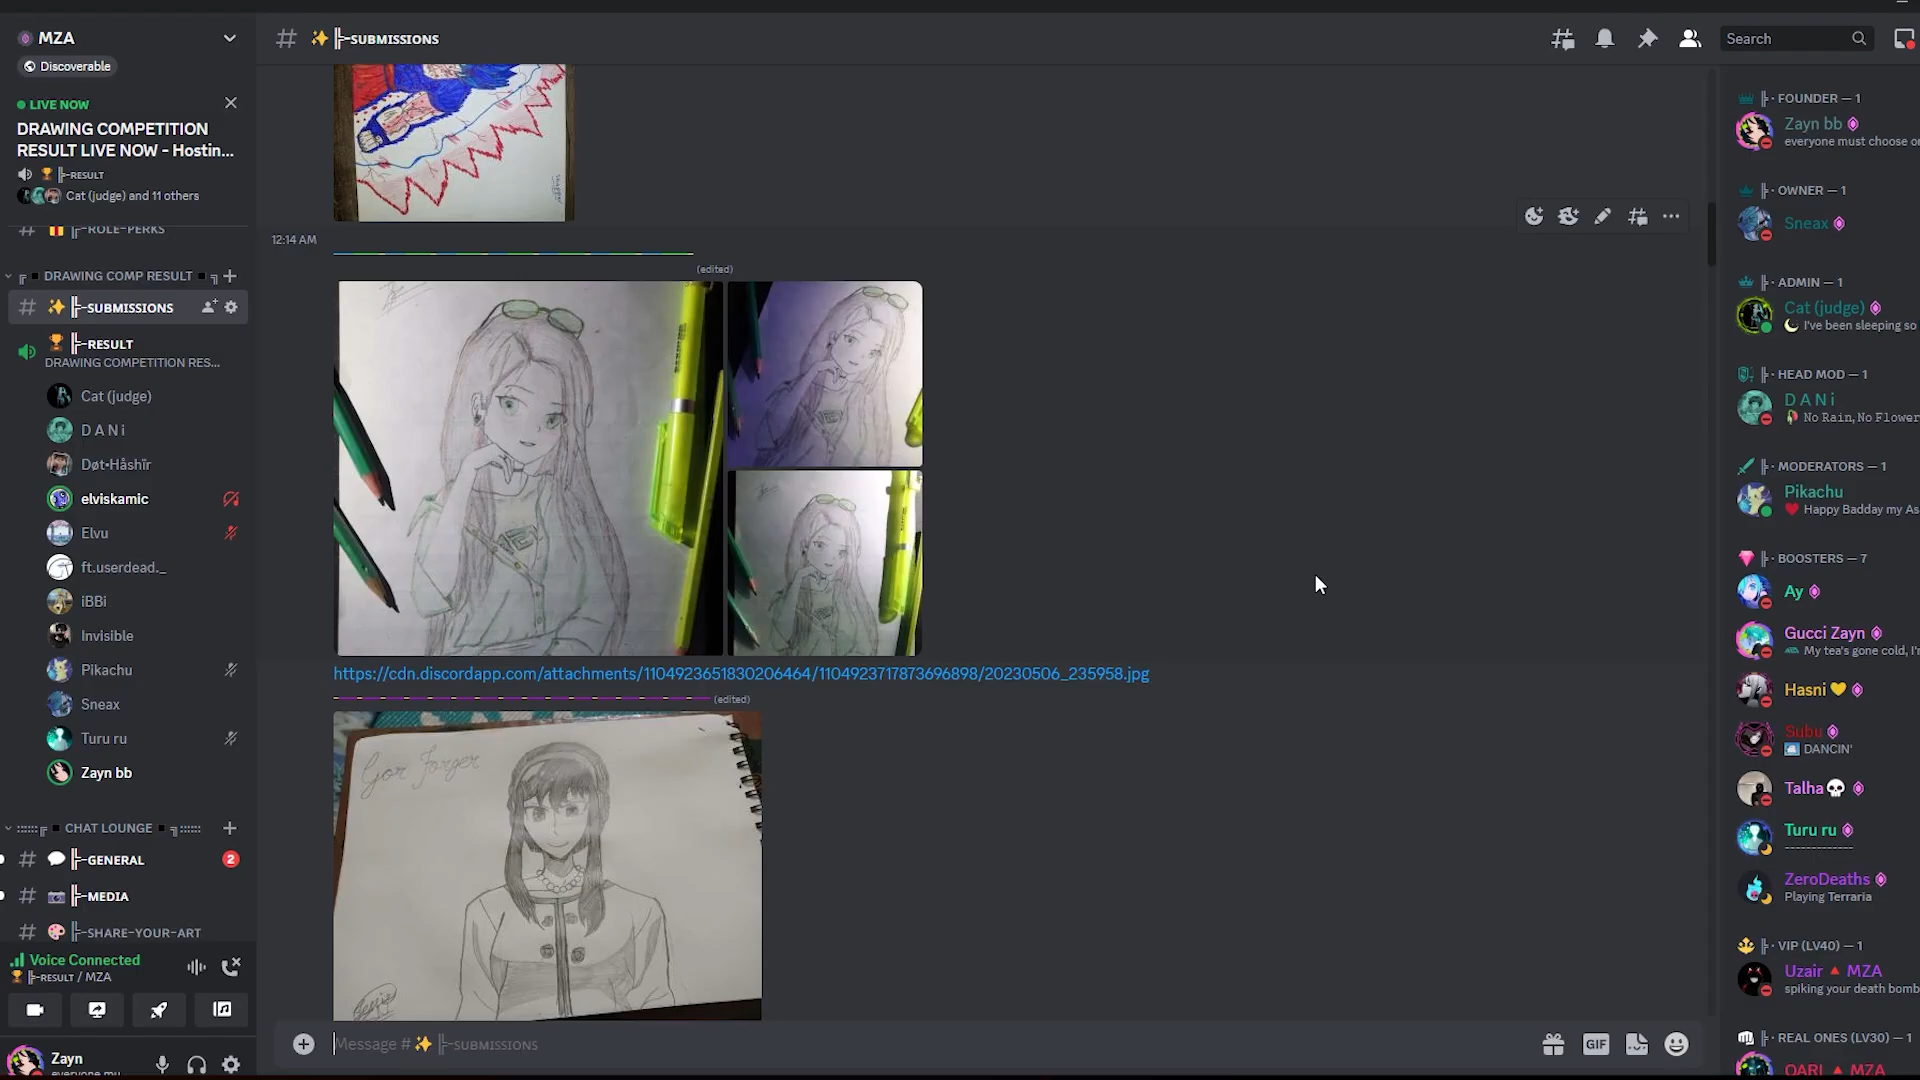 MZA
Discoverable
LIVE NOW
DRAWING COMPETITION
RESULT LIVE NOW - Hostin...
RESULT
Cat (judge) and 11 others
ROLE-PERKS
DRAWING COMP RESULT
SUBMISSIONS
RESULT
DRAWING COMPETITION RES...
Cat (judge)
D A N i
Døt•Håshïr
elviskamic
Elvu
ft.userdead._
iBBi
Invisible
Pikachu
Sneax
Turu ru
Zayn bb
CHAT LOUNGE
GENERAL
2
MEDIA
SHARE-YOUR-ART
Voice Connected
RESULT / MZA
Zayn
SUBMISSIONS
12:14 AM
(edited)
https://cdn.discordapp.com/attachments/1104923651830206464/1104923717873696898/20230506_235958.jpg
(edited)
Yor Forger
Message # SUBMISSIONS
GIF
Search
FOUNDER — 1
Zayn bb
everyone must choose or
OWNER — 1
Sneax
ADMIN — 1
Cat (judge)
I've been sleeping so
HEAD MOD — 1
D A N i
No Rain,No Flower
MODERATORS — 1
Pikachu
Happy Badday my As
BOOSTERS — 7
Ay
Gucci Zayn
My tea's gone cold, I'm
Hasni
Subu
DANCIN'
Talha
Turu ru
ZeroDeaths
Playing Terraria
VIP (LV40) — 1
Uzair MZA
spiking your death bomb
REAL ONES (LV30) — 1
QARI MZA